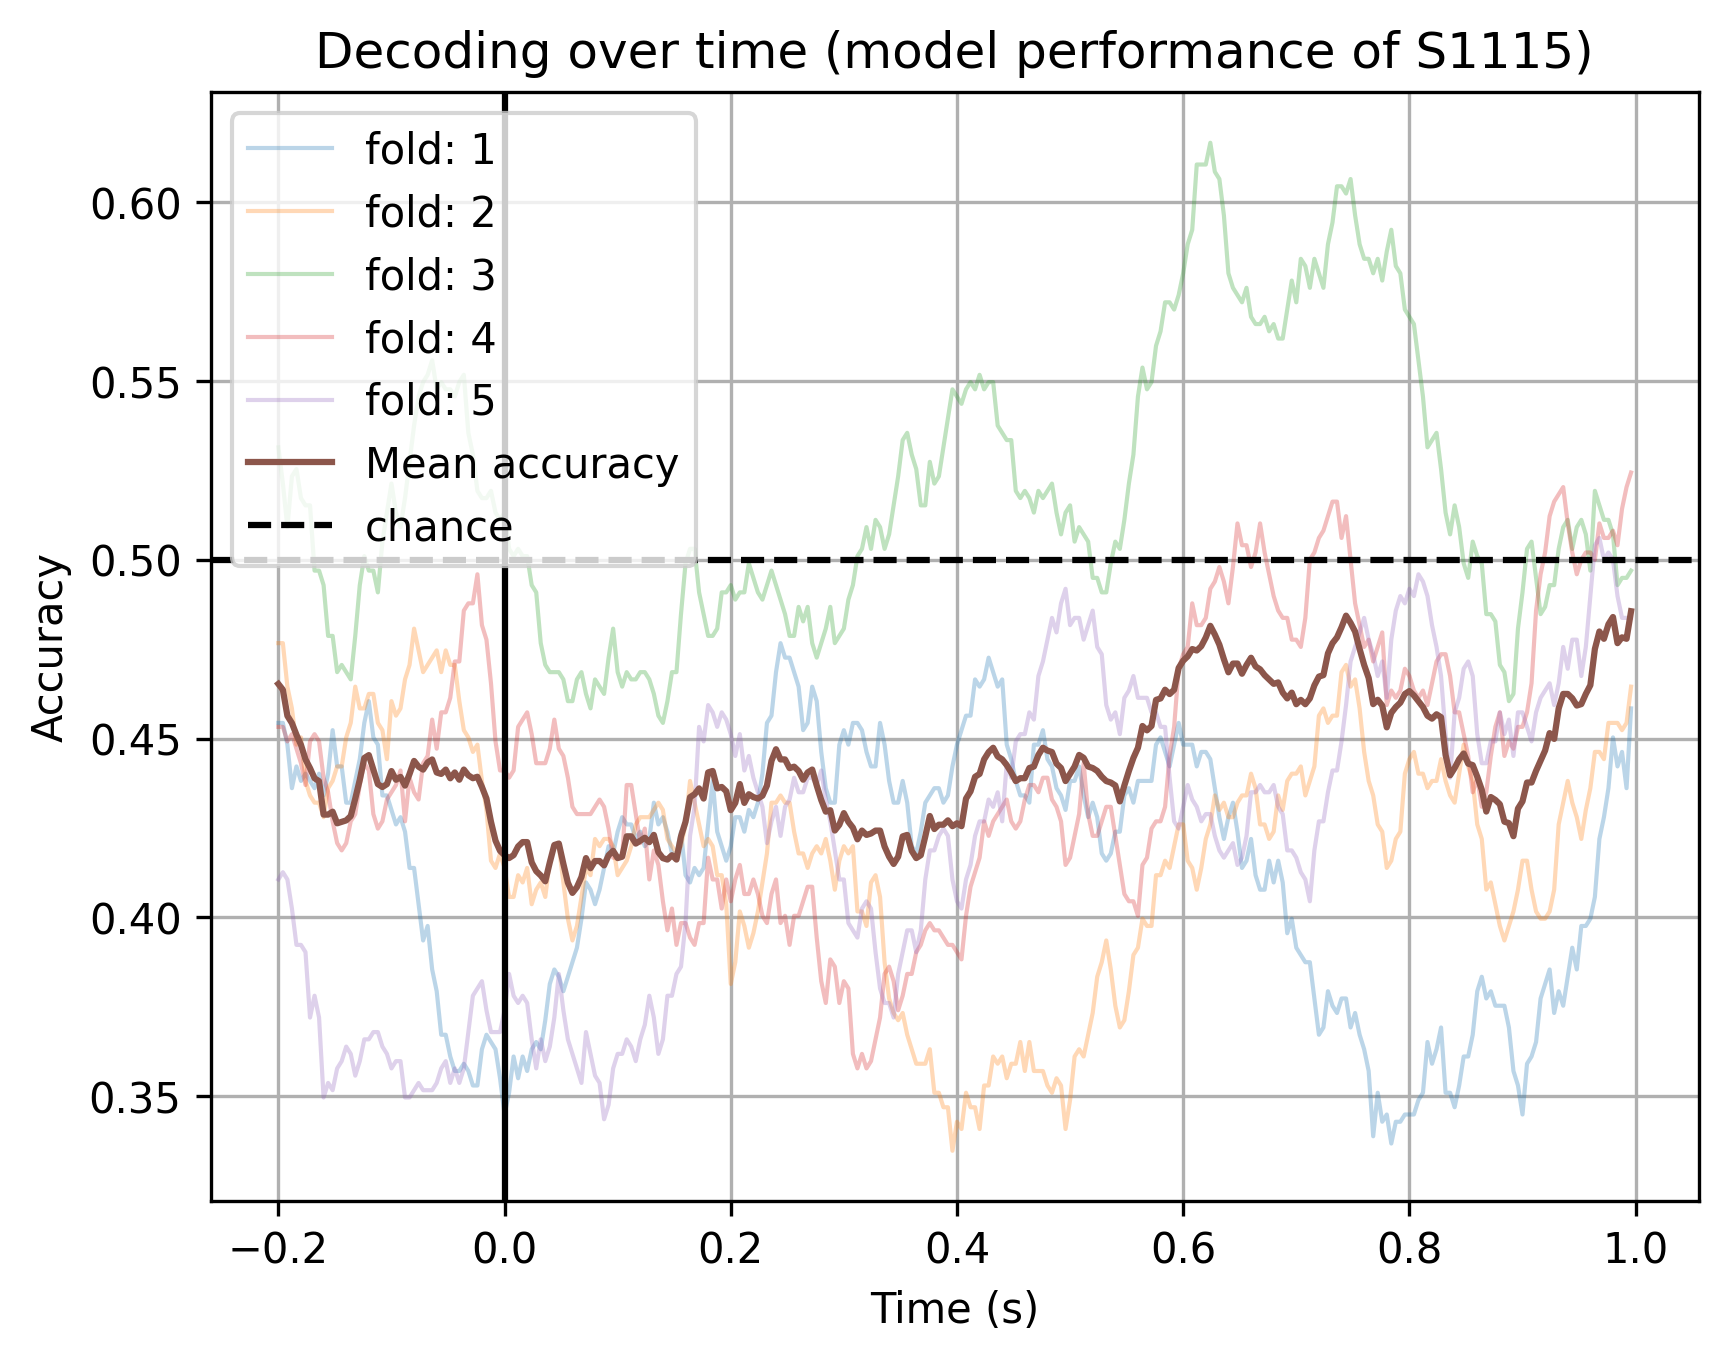 Decoding over time (model performance of S1115)
fold: 1
fold: 2
fold: 3
fold: 4
fold: 5
Mean accuracy
chance
Accuracy
0.60
0.55
0.50
0.45
0.40
0.35
−0.2 0.0 0.2 0.4 0.6 0.8 1.0
Time (s)